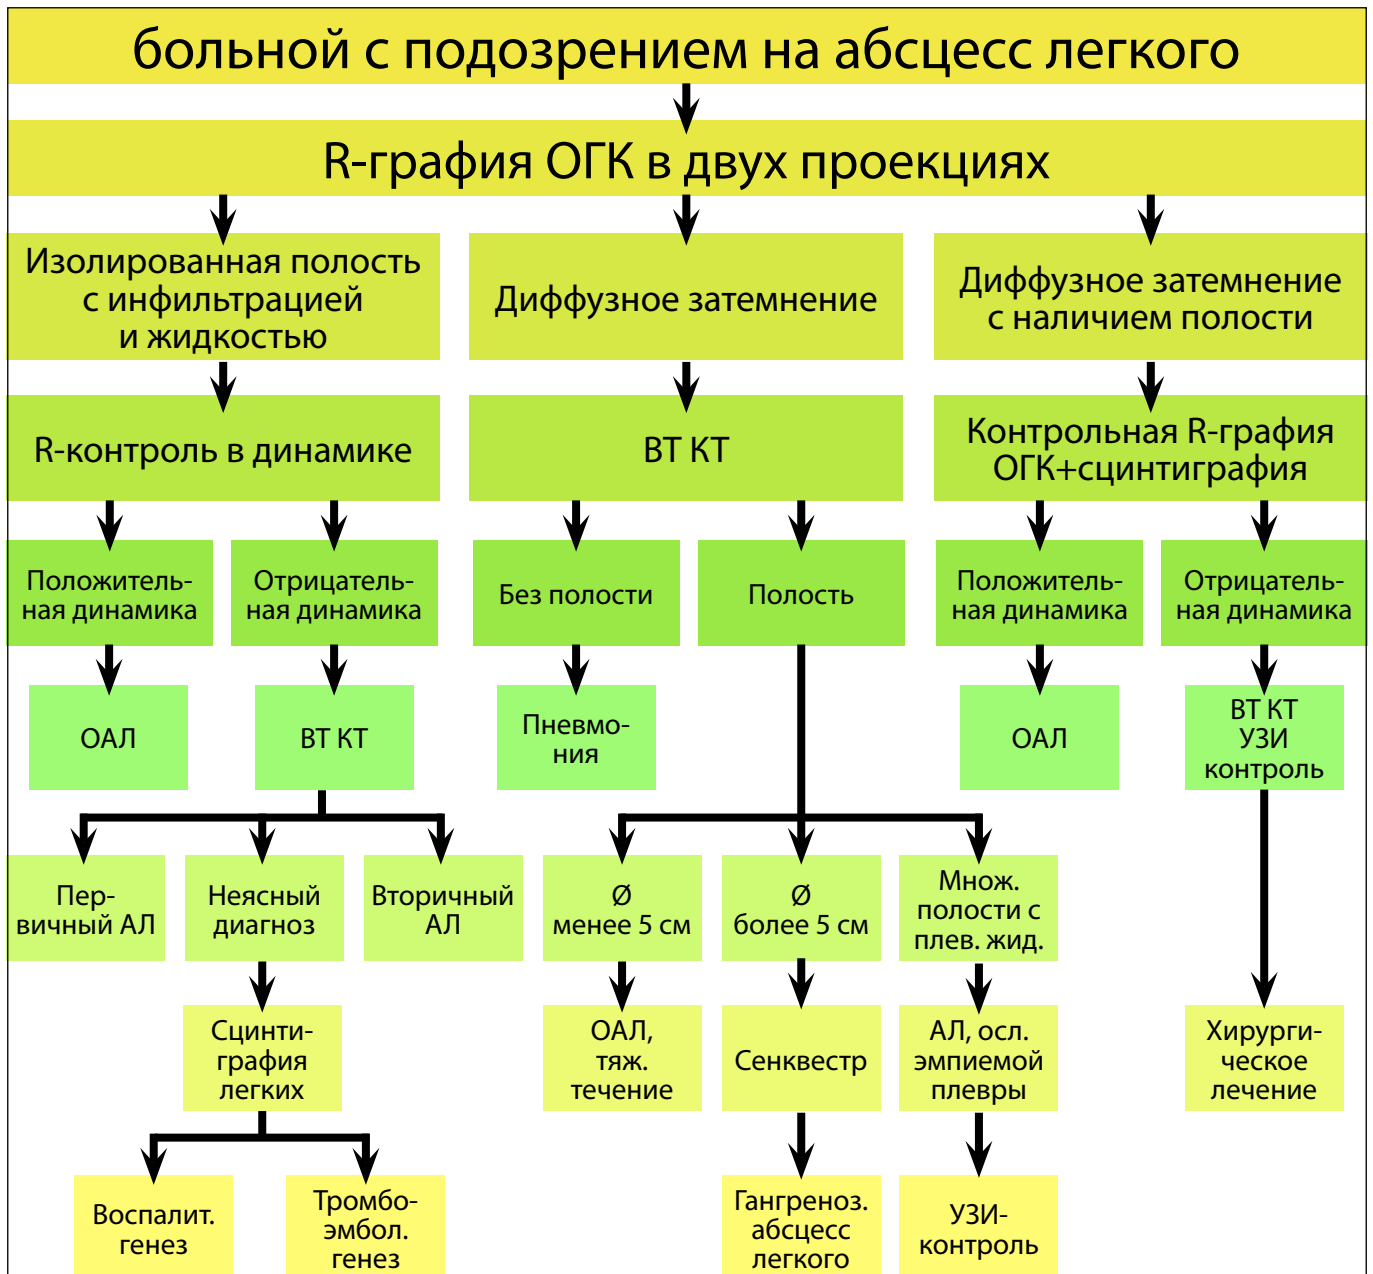 больной с подозрением на абсцесс легкого
R-графия ОГК в двух проекциях
Изолированная полость
с инфильтрацией
и жидкостью
Диффузное затемнение
Диффузное затемнение
с наличием полости
R-контроль в динамике
ВТ КТ
Контрольная R-графия
ОГК+сцинтиграфия
Положитель-
ная динамика
Отрицатель-
ная динамика
Без полости
Полость
Положитель-
ная динамика
Отрицатель-
ная динамика
ОАЛ
ВТ КТ
Пневмо-
ния
ОАЛ
ВТ КТ
УЗИ
контроль
Пер-
вичный АЛ
Неясный
диагноз
Вторичный
АЛ
Ø
менее 5 см
Ø
более 5 см
Множ.
полости с
плев. жид.
Сцинти-
графия
легких
ОАЛ,
тяж.
течение
Сенквестр
АЛ, осл.
эмпиемой
плевры
Хирурги-
ческое
лечение
Воспалит.
генез
Тромбо-
эмбол.
генез
Гангреноз.
абсцесс
легкого
УЗИ-
контроль